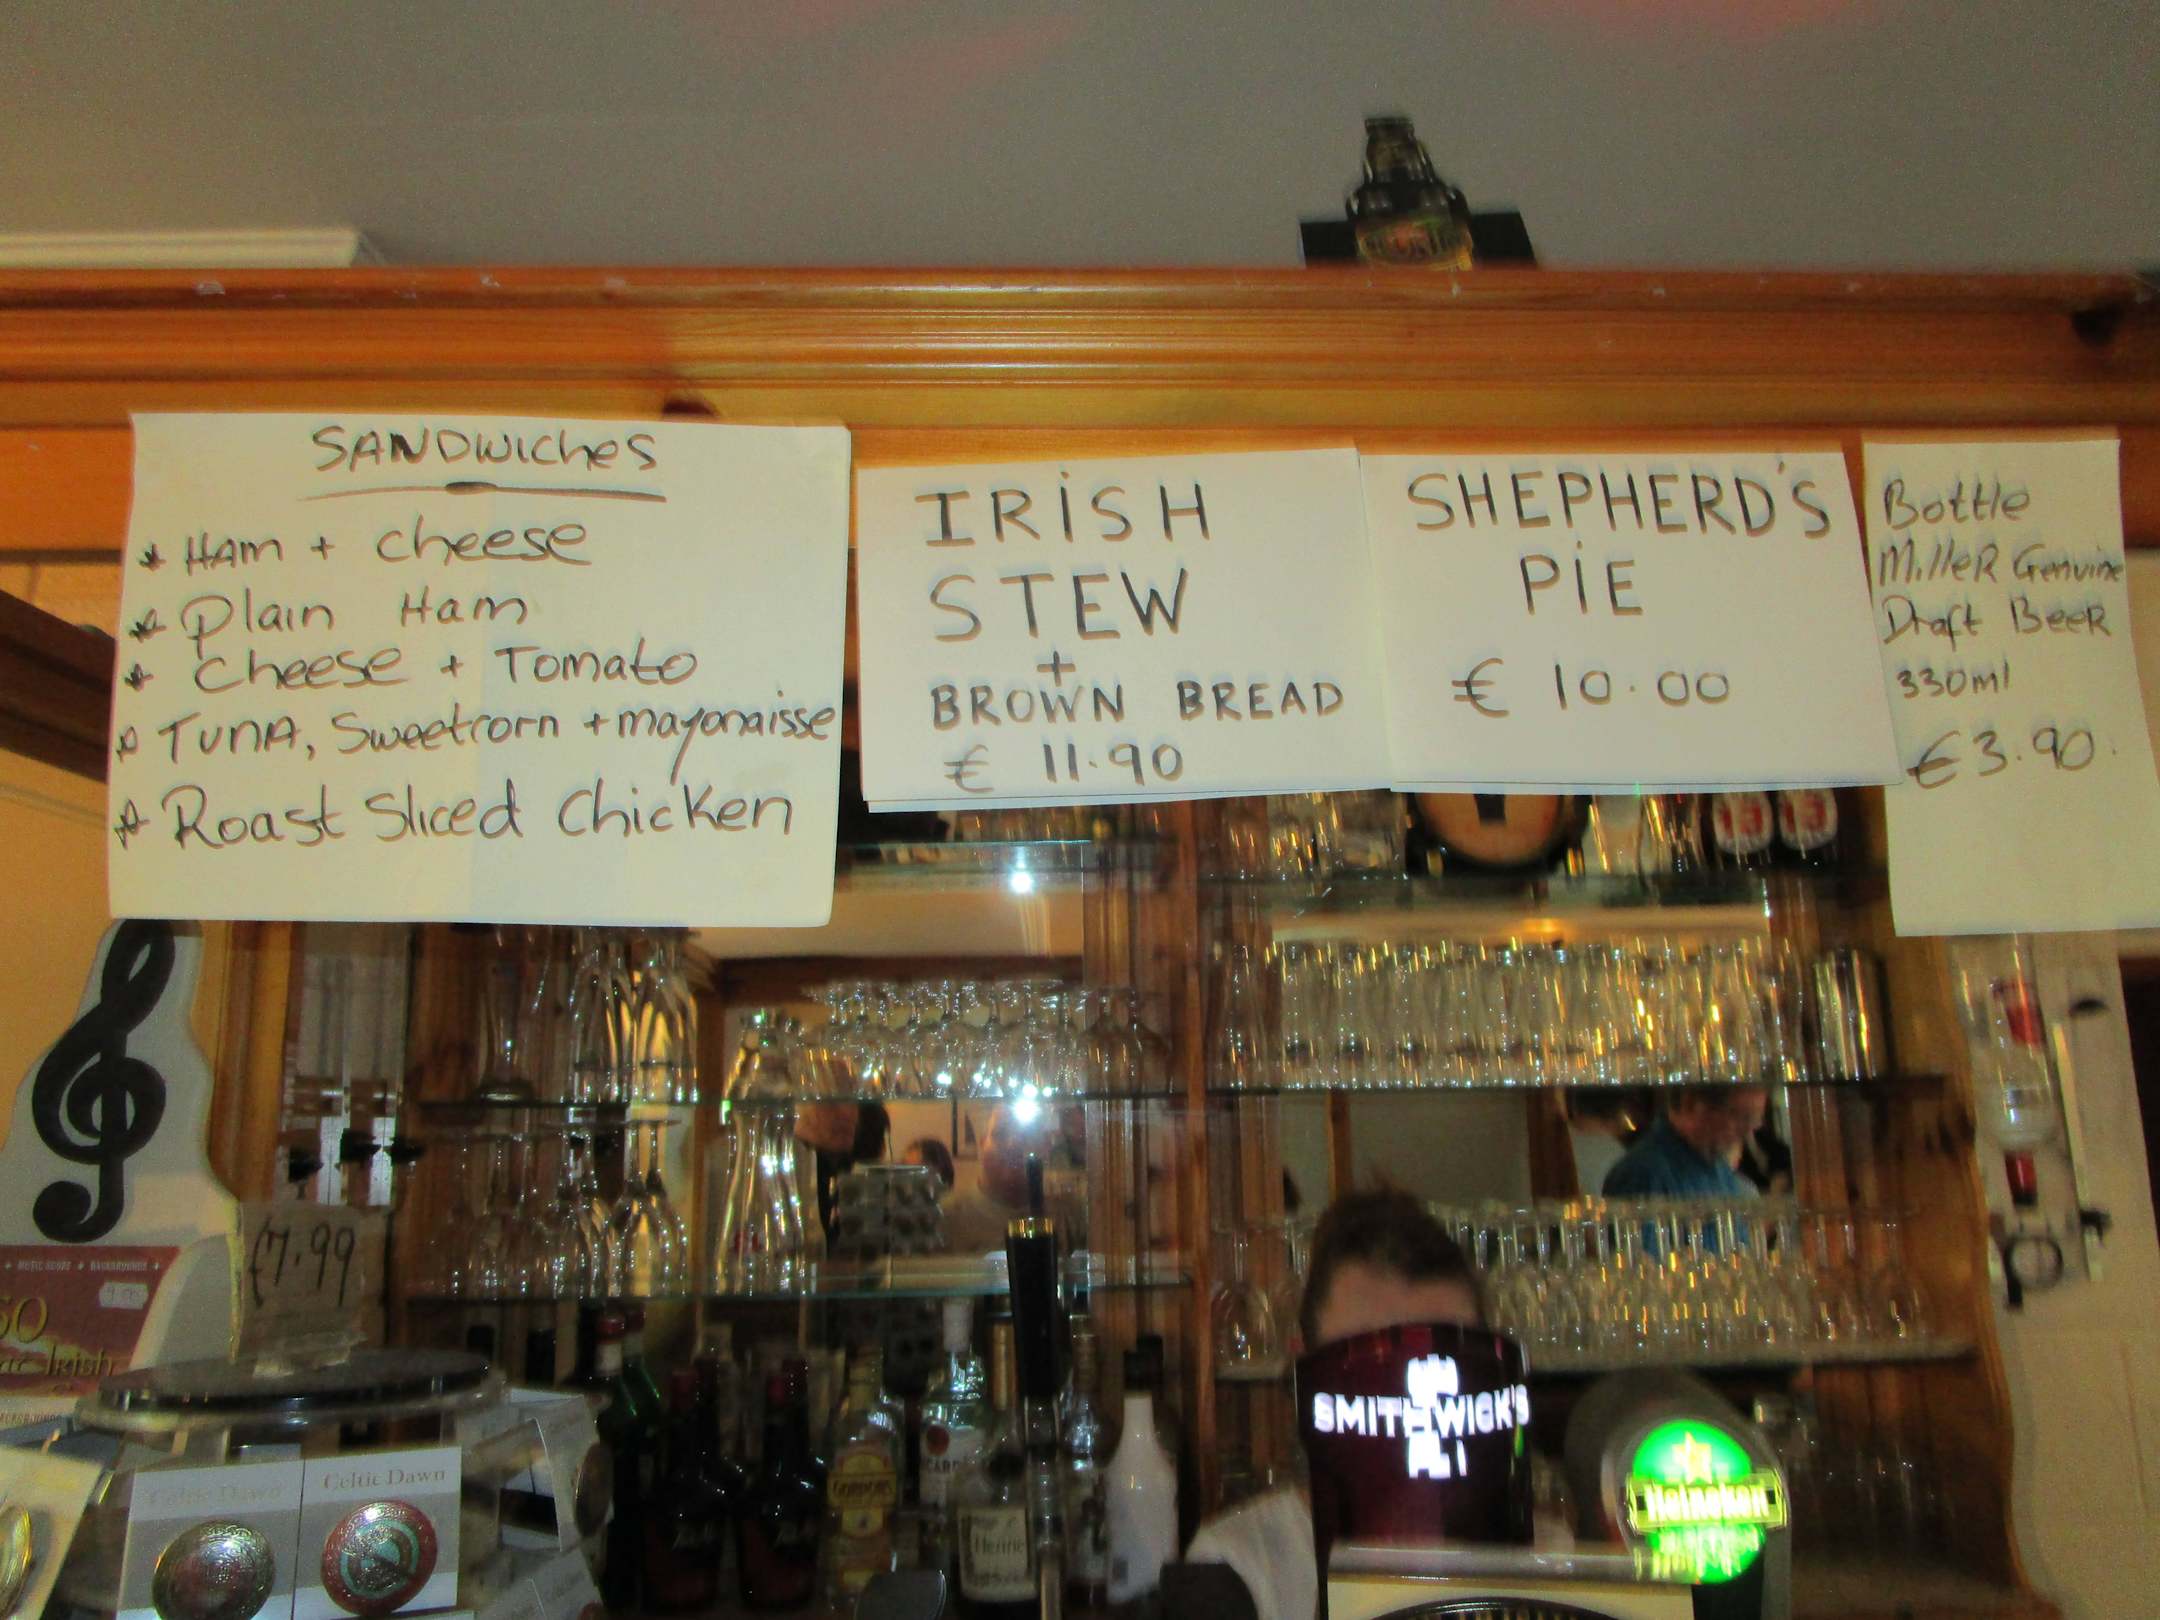 SANDWICHES
* HAM + cheese
* Plain Ham
* Cheese + Tomato
* TUNA, Sweetcorn + mayonaisse
* Roast Sliced Chicken
IRISH
STEW
+
BROWN BREAD
€ 11.90
SHEPHERD'S
PIE
€ 10.00
Bottle
Miller Genuine
Draft Beer
330ml
€3.90
€7.99
Irish
Celtic Dawn
Celtic Dawn
GORDON'S
SMITHWICK'S
Heineken